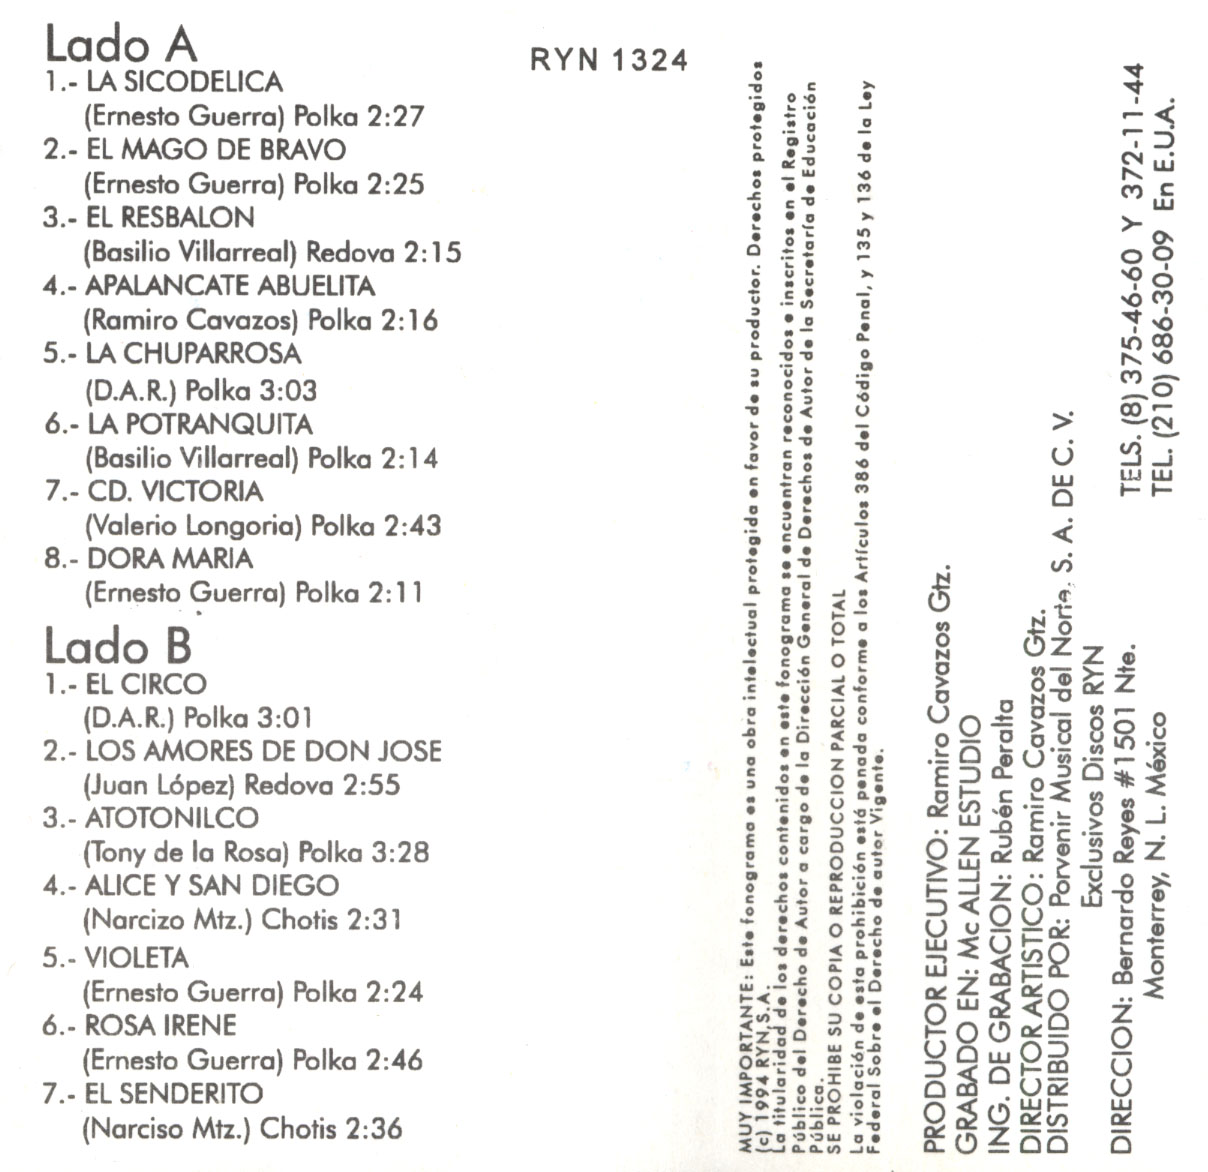 Lado A
1.- LA SICODELICA
(Ernesto Guerra) Polka 2:27
2.- EL MAGO DE BRAVO
(Ernesto Guerra) Polka 2:25
3.- EL RESBALON
(Basilio Villarreal) Redova 2:15
4.- APALANCATE ABUELITA
(Ramiro Cavazos) Polka 2:16
5.- LA CHUPARROSA
(D.A.R.) Polka 3:03
6.- LA POTRANQUITA
(Basilio Villarreal) Polka 2:14
7.- CD. VICTORIA
(Valerio Longoria) Polka 2:43
8.- DORA MARIA
(Ernesto Guerra) Polka 2:11
Lado B
1.- EL CIRCO
(D.A.R.) Polka 3:01
2.- LOS AMORES DE DON JOSE
(Juan López) Redova 2:55
3.- ATOTONILCO
(Tony de la Rosa) Polka 3:28
4.- ALICE Y SAN DIEGO
(Narcizo Mtz.) Chotis 2:31
5.- VIOLETA
(Ernesto Guerra) Polka 2:24
6.- ROSA IRENE
(Ernesto Guerra) Polka 2:46
7.- EL SENDERITO
(Narciso Mtz.) Chotis 2:36
RYN 1324
MUY IMPORTANTE: Este fonograma es una obra intelectual protegida en favor de su productor. Derechos protegidos
(c) 1994 RYN, S.A.
La titularidad de los derechos contenidos en este fonograma se encuentran reconocidos e inscritos en el Registro
Público del Derecho de Autor a cargo de la Dirección General de Derechos de Autor de la Secretaría de Educación
Pública.
SE PROHIBE SU COPIA O REPRODUCCION PARCIAL O TOTAL
La violación de esta prohibición está penada conforme a los Artículos 386 del Código Penal, y 135 y 136 de la Ley
Federal Sobre el Derecho de autor Vigente.
PRODUCTOR EJECUTIVO: Ramiro Cavazos Gtz.
GRABADO EN: Mc ALLEN ESTUDIO
ING. DE GRABACION: Rubén Peralta
DIRECTOR ARTISTICO: Ramiro Cavazos Gtz.
DISTRIBUIDO POR: Porvenir Musical del Norte, S. A. DE C. V.
Exclusivos Discos RYN
DIRECCION: Bernardo Reyes #1501 Nte.
Monterrey, N. L. México
TELS. (8) 375-46-60 Y 372-11-44
TEL. (210) 686-30-09 En E.U.A.